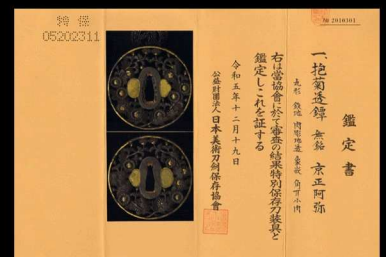 鑑定書
一、抱菊透鐔 無銘 京正阿弥
丸形 鉄地 肉彫地透 象嵌 角耳小肉
右は當協會に於て審査の結果特別保存刀装具と
鑑定しこれを証する
令和五年十二月十九日
公益財團法人日本美術刀剣保存協會
特保
05202311
№ 2010301